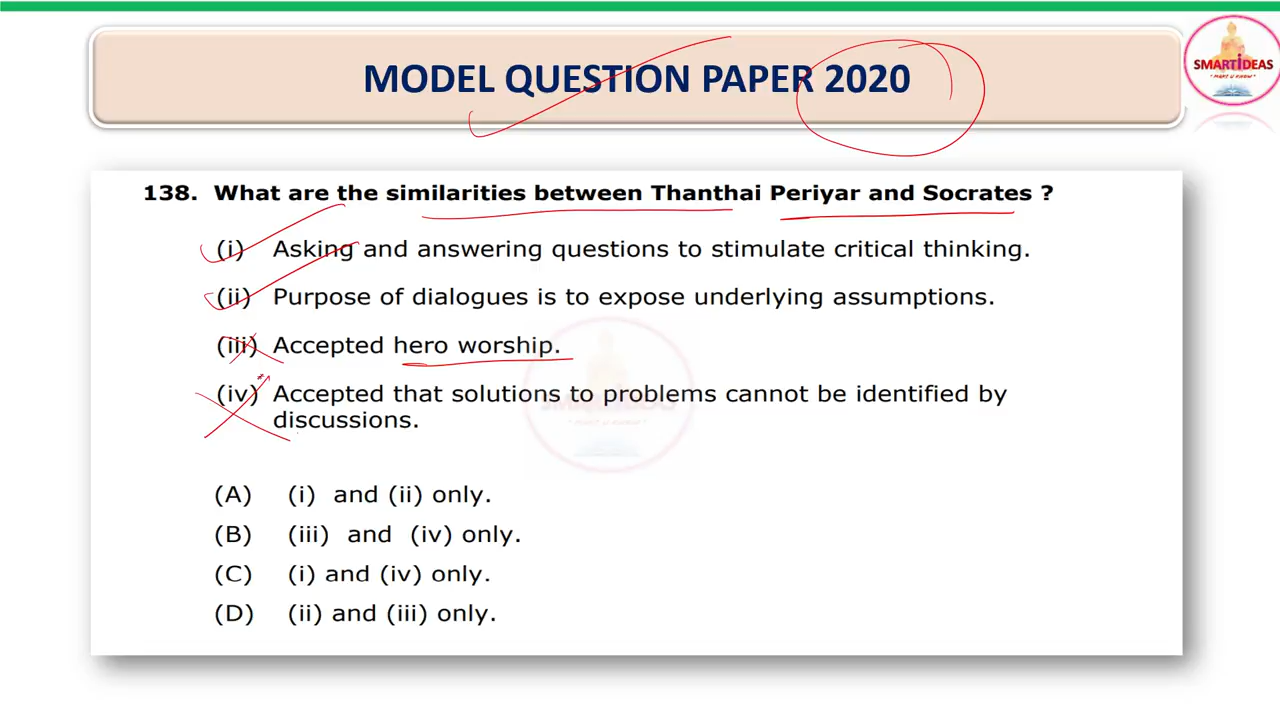 MODEL QUESTION PAPER 2020
SMARTIDEAS
"MAKE U KNOW"
138. What are the similarities between Thanthai Periyar and Socrates ?
(i) Asking and answering questions to stimulate critical thinking.
(ii) Purpose of dialogues is to expose underlying assumptions.
(iii) Accepted hero worship.
(iv) Accepted that solutions to problems cannot be identified by
discussions.
(A) (i) and (ii) only.
(B) (iii) and (iv) only.
(C) (i) and (iv) only.
(D) (ii) and (iii) only.